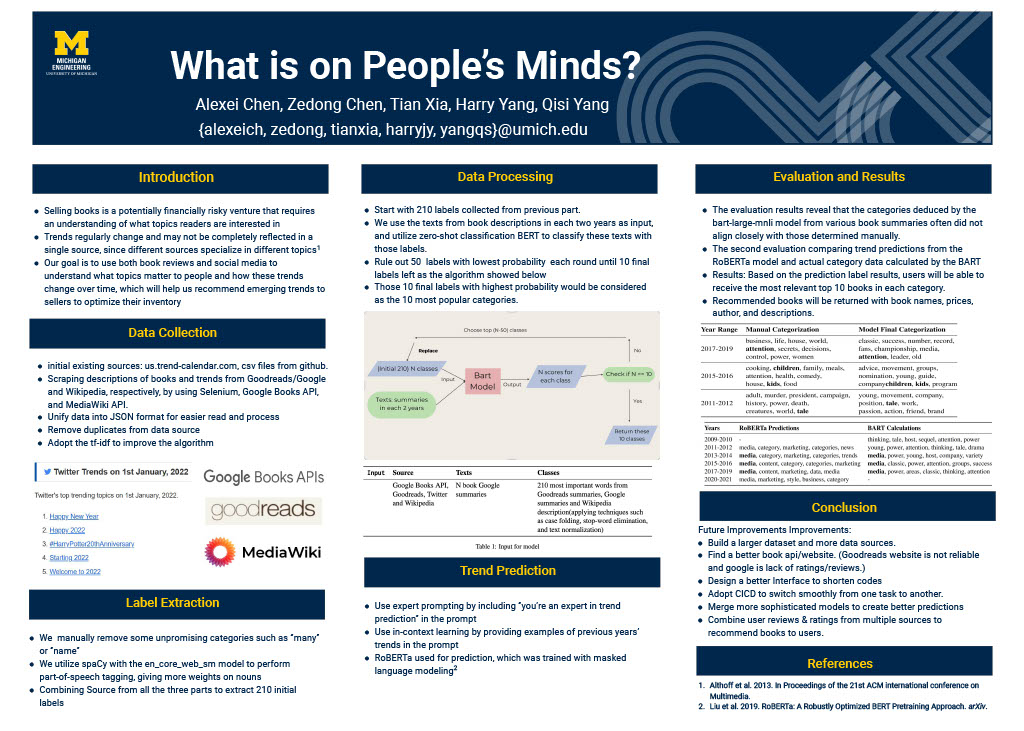 MICHIGAN
ENGINEERING
UNIVERSITY OF MICHIGAN
What is on People's Minds?
Alexei Chen, Zedong Chen, Tian Xia, Harry Yang, Qisi Yang
{alexeich, zedong, tianxia, harryjy, yangqs}@umich.edu
Introduction
● Selling books is a potentially financially risky venture that requires
an understanding of what topics readers are interested in
● Trends regularly change and may not be completely reflected in a
single source, since different sources specialize in different topics¹
● Our goal is to use both book reviews and social media to
understand what topics matter to people and how these trends
change over time, which will help us recommend emerging trends to
sellers to optimize their inventory
Data Collection
● initial existing sources: us.trend-calendar.com, csv files from github.
● Scraping descriptions of books and trends from Goodreads/Google
and Wikipedia, respectively, by using Selenium, Google Books API,
and MediaWiki API.
● Unify data into JSON format for easier read and process
● Remove duplicates from data source
● Adopt the tf-idf to improve the algorithm
Twitter Trends on 1st January, 2022
Twitter's top trending topics on 1st January, 2022.
1. Happy New Year
2. Happy 2022
3. #HarryPotter20thAnniversary
4. Starting 2022
5. Welcome to 2022
Google Books APIs
goodreads
MediaWiki
Label Extraction
● We manually remove some unpromising categories such as "many"
or "name"
● We utilize spaCy with the en_core_web_sm model to perform
part-of-speech tagging, giving more weights on nouns
● Combining Source from all the three parts to extract 210 initial
labels
Data Processing
● Start with 210 labels collected from previous part.
● We use the texts from book descriptions in each two years as input,
and utilize zero-shot classification BERT to classify these texts with
those labels.
● Rule out 50 labels with lowest probability each round until 10 final
labels left as the algorithm showed below
● Those 10 final labels with highest probability would be considered
as the 10 most popular categories.
Choose top (N-50) classes
Replace
No
(Initial 210) N classes
Input
Bart
Model
Output
N scores for
each class
Check if N == 10
Texts: summaries
in each 2 years
Yes
Return these
10 classes
Input Source Texts Classes
Google Books API, N book Google 210 most important words from
Goodreads, Twitter summaries Goodreads summaries, Google
and Wikipedia summaries and Wikipedia
description(applying techniques such
as case folding, stop-word elimination,
and text normalization)
Table 1: Input for model
Trend Prediction
● Use expert prompting by including "you're an expert in trend
prediction" in the prompt
● Use in-context learning by providing examples of previous years'
trends in the prompt
● RoBERTa used for prediction, which was trained with masked
language modeling²
Evaluation and Results
● The evaluation results reveal that the categories deduced by the
bart-large-mnli model from various book summaries often did not
align closely with those determined manually.
● The second evaluation comparing trend predictions from the
RoBERTa model and actual category data calculated by the BART
● Results: Based on the prediction label results, users will be able to
receive the most relevant top 10 books in each category.
● Recommended books will be returned with book names, prices,
author, and descriptions.
Year Range Manual Categorization Model Final Categorization
business, life, house, world, classic, success, number, record,
2017-2019 attention, secrets, decisions, fans, championship, media,
control, power, women attention, leader, old
cooking, children, family, meals, advice, movement, groups,
2015-2016 attention, health, comedy, nomination, young, guide,
house, kids, food companychildren, kids, program
adult, murder, president, campaign, young, movement, company,
2011-2012 history, power, death, position, tale, work,
creatures, world, tale passion, action, friend, brand
Years RoBERTa Predictions BART Calculations
2009-2010 - thinking, tale, host, sequel, attention, power
2011-2012 media, category, marketing, categories, news young, power, attention, thinking, tale, drama
2013-2014 media, category, marketing, categories, trends media, power, young, host, company, variety
2015-2016 media, content, category, categories, marketing media, classic, power, attention, groups, success
2017-2019 media, content, marketing, data, media media, power, areas, classic, thinking, attention
2020-2021 media, marketing, style, business, category -
Conclusion
Future Improvements Improvements:
● Build a larger dataset and more data sources.
● Find a better book api/website. (Goodreads website is not reliable
and google is lack of ratings/reviews.)
● Design a better Interface to shorten codes
● Adopt CICD to switch smoothly from one task to another.
● Merge more sophisticated models to create better predictions
● Combine user reviews & ratings from multiple sources to
recommend books to users.
References
1. Althoff et al. 2013. In Proceedings of the 21st ACM international conference on
Multimedia.
2. Liu et al. 2019. RoBERTa: A Robustly Optimized BERT Pretraining Approach. arXiv.